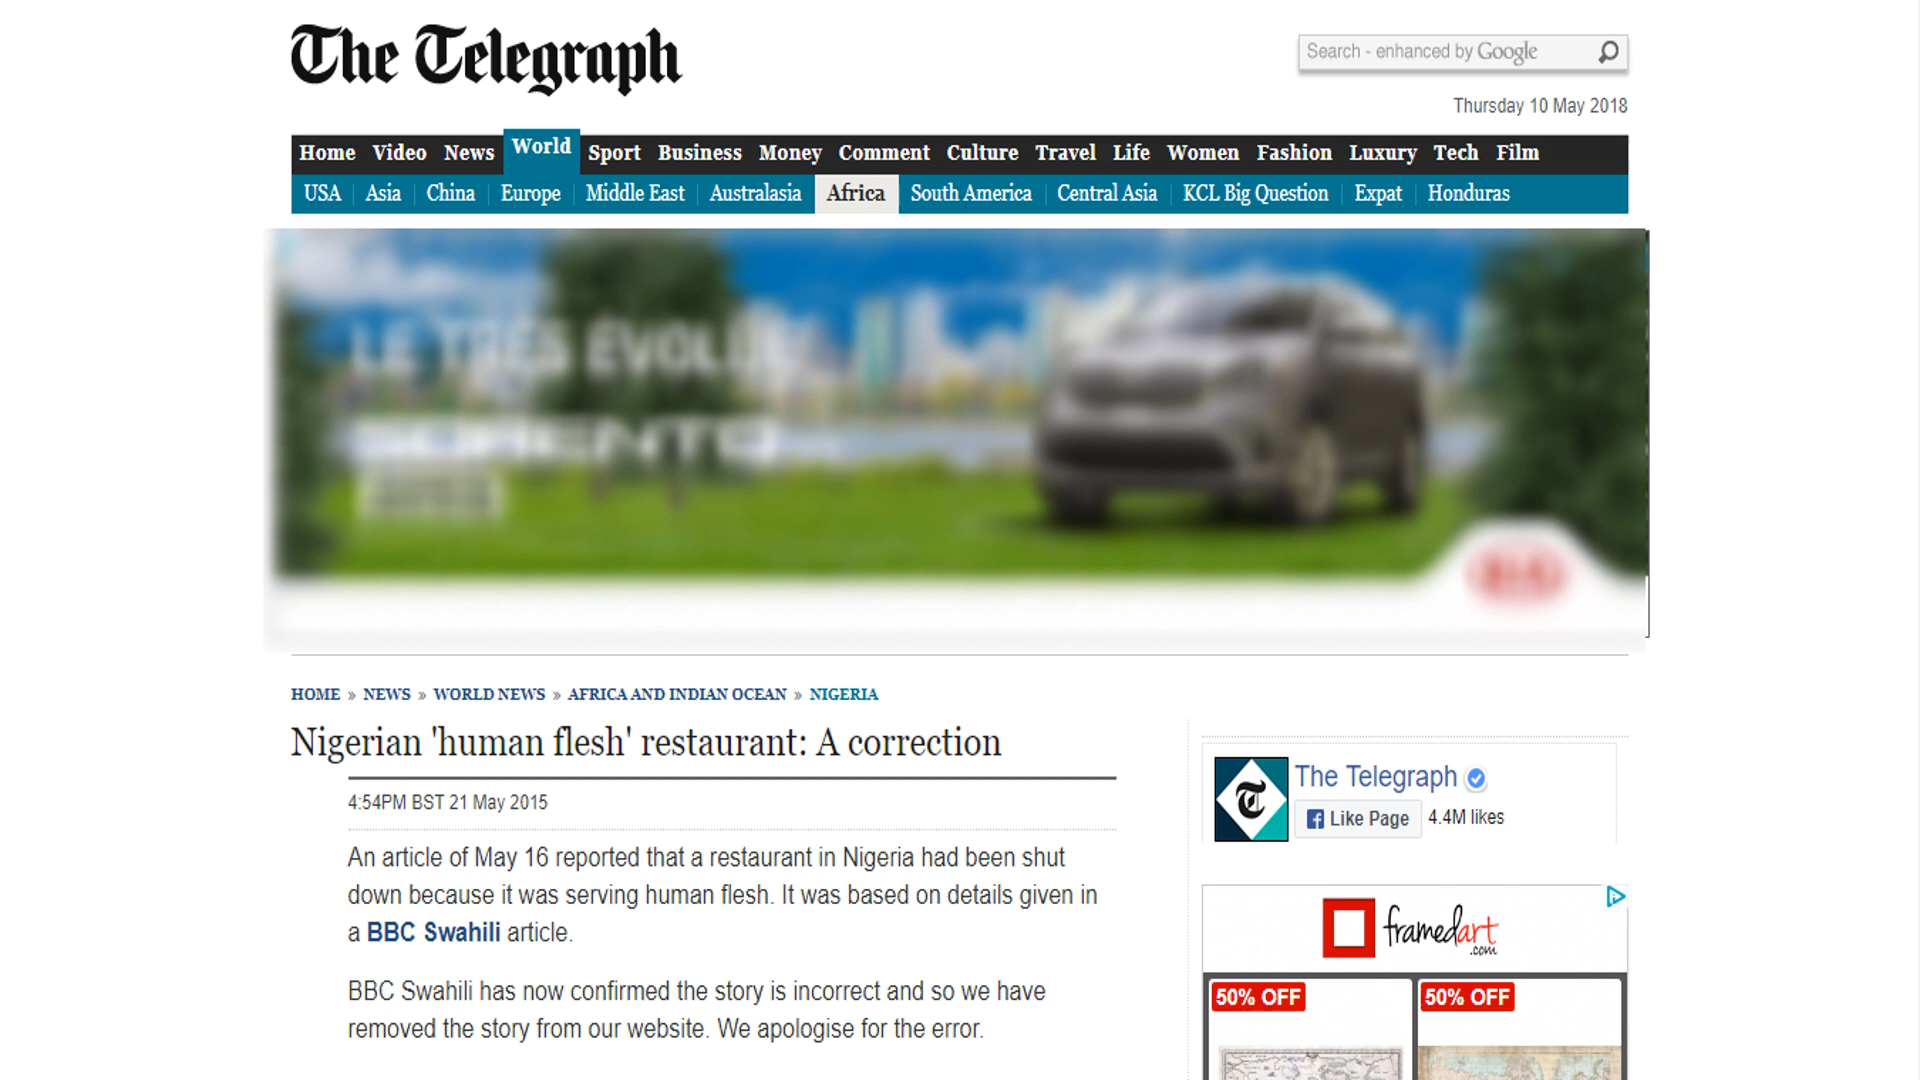 The Telegraph
Search - enhanced by Google
Thursday 10 May 2018
Home Video News World Sport Business Money Comment Culture Travel Life Women Fashion Luxury Tech Film
USA Asia China Europe Middle East Australasia Africa South America Central Asia KCL Big Question Expat Honduras
LE TRÈS ÉVOLUÉ
SORENTO
KIA
HOME » NEWS » WORLD NEWS » AFRICA AND INDIAN OCEAN » NIGERIA
Nigerian 'human flesh' restaurant: A correction
4:54PM BST 21 May 2015
An article of May 16 reported that a restaurant in Nigeria had been shut
down because it was serving human flesh. It was based on details given in
a BBC Swahili article.
BBC Swahili has now confirmed the story is incorrect and so we have
removed the story from our website. We apologise for the error.
The Telegraph
Like Page 4.4M likes
framedart
.com
50% OFF 50% OFF